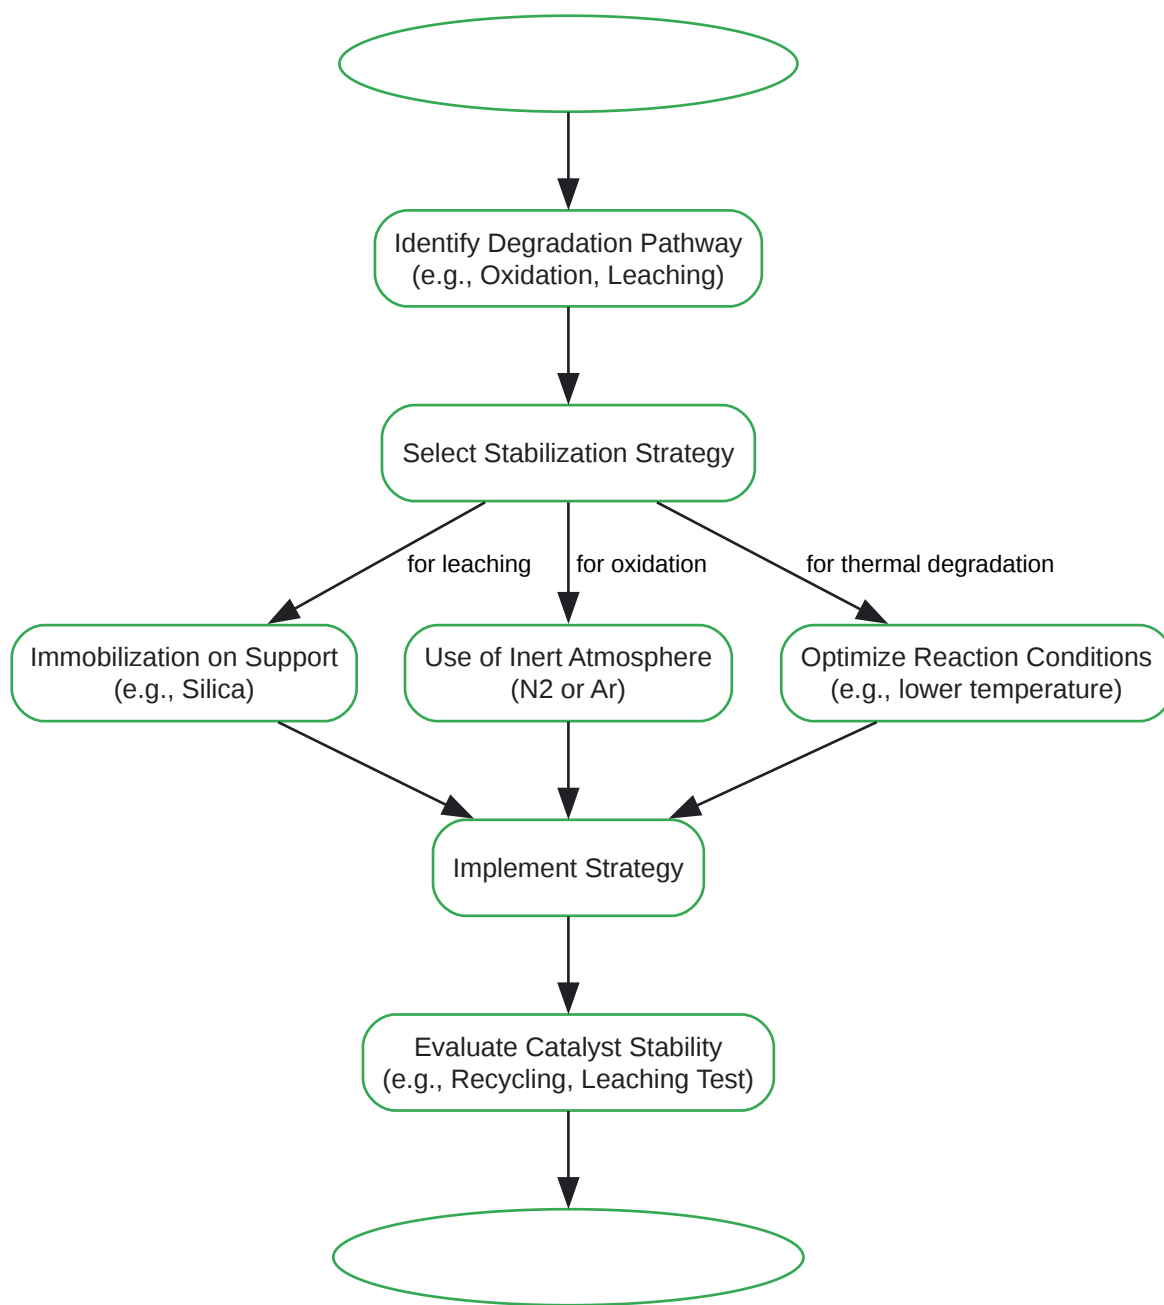 Identify Degradation Pathway
(e.g., Oxidation, Leaching)
Select Stabilization Strategy
for leaching
for oxidation
for thermal degradation
Immobilization on Support
(e.g., Silica)
Use of Inert Atmosphere
(N2 or Ar)
Optimize Reaction Conditions
(e.g., lower temperature)
Implement Strategy
Evaluate Catalyst Stability
(e.g., Recycling, Leaching Test)